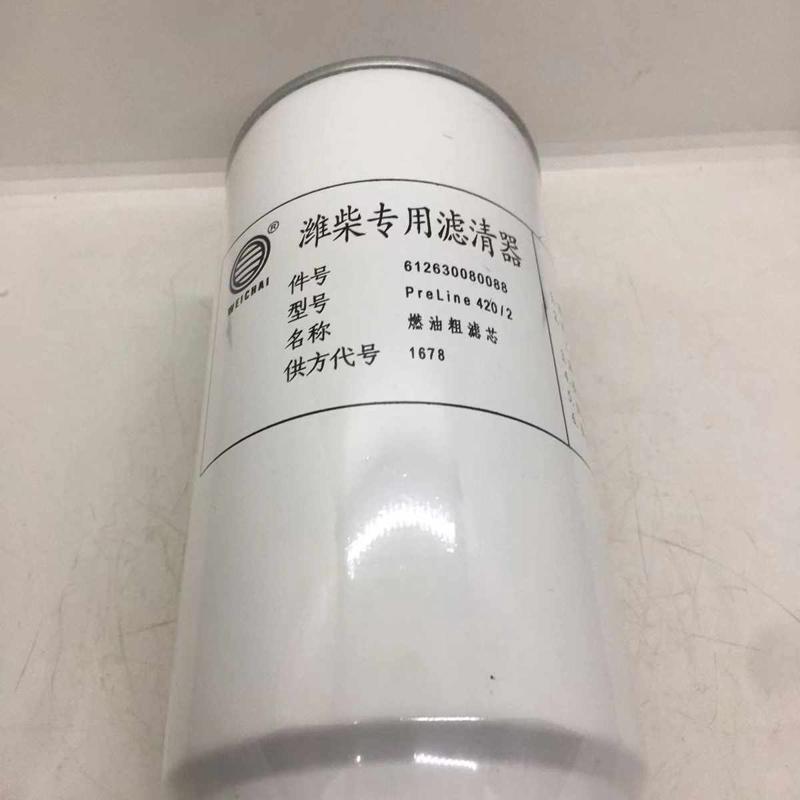 潍柴专用滤清器
®
WEICHAI
件号 612630080088
型号 PreLine 420/2
名称 燃油粗滤芯
供方代号 1678